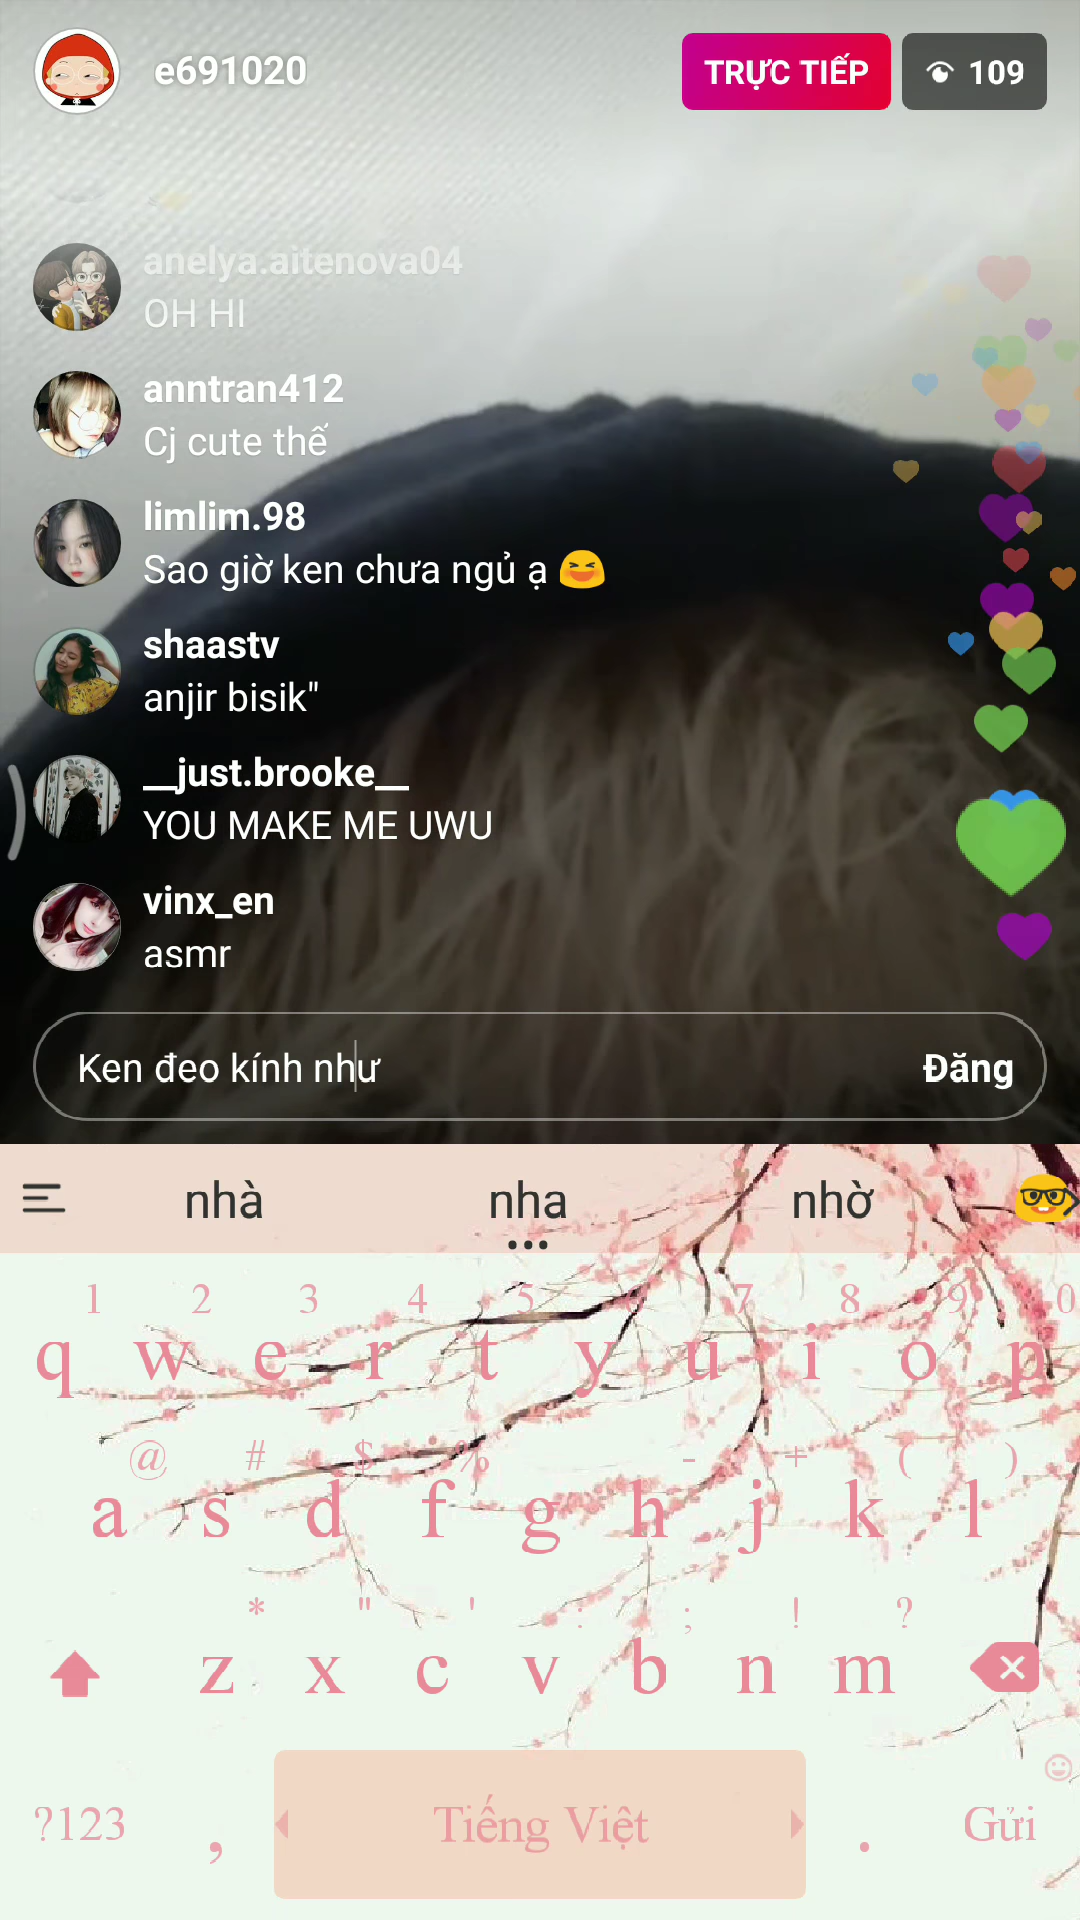 e691020
TRỰC TIẾP
109
anelya.aitenova04
OH HI
anntran412
Cj cute thế
limlim.98
Sao giờ ken chưa ngủ ạ 😆
shaastv
anjir bisik"
__just.brooke__
YOU MAKE ME UWU
vinx_en
asmr
Ken đeo kính như
Đăng
nhà nha nhờ
1 2 3 4 5 7 8 9 0
q w e r t y u i o p
@ # $ % - + ( )
a s d f g h j k l
* " ' : ; ! ?
z x c v b n m
?123 , Tiếng Việt . Gửi